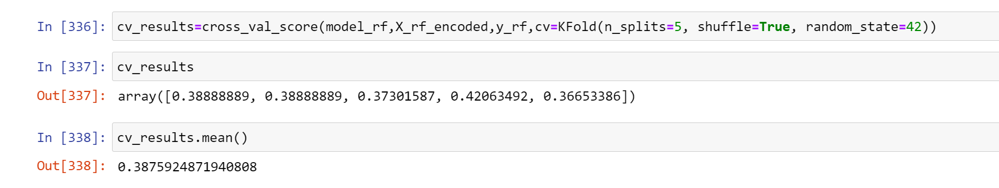 In [336]: cv_results=cross_val_score(model_rf,X_rf_encoded,y_rf,cv=KFold(n_splits=5, shuffle=True, random_state=42))
In [337]: cv_results
Out[337]: array([0.38888889, 0.38888889, 0.37301587, 0.42063492, 0.36653386])
In [338]: cv_results.mean()
Out[338]: 0.3875924871940808